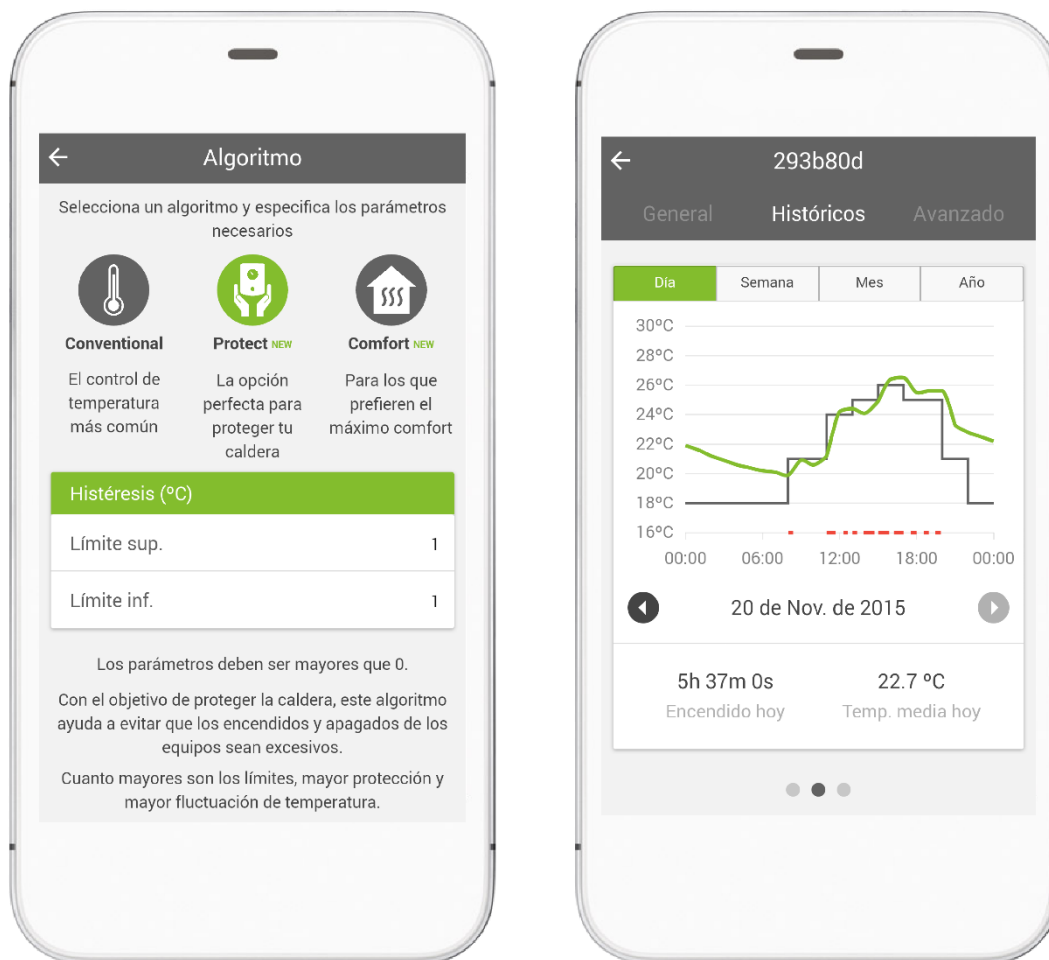 Algoritmo
Selecciona un algoritmo y especifica los parámetros
necesarios
Conventional
El control de
temperatura
más común
Protect NEW
La opción
perfecta para
proteger tu
caldera
Comfort NEW
Para los que
prefieren el
máximo comfort
Histéresis (ºC)
Límite sup. 1
Límite inf. 1
Los parámetros deben ser mayores que 0.
Con el objetivo de proteger la caldera, este algoritmo
ayuda a evitar que los encendidos y apagados de los
equipos sean excesivos.
Cuanto mayores son los límites, mayor protección y
mayor fluctuación de temperatura.
293b80d
General Históricos Avanzado
Día Semana Mes Año
30ºC
28ºC
26ºC
24ºC
22ºC
20ºC
18ºC
16ºC
00:00 06:00 12:00 18:00 00:00
20 de Nov. de 2015
5h 37m 0s 22.7 ºC
Encendido hoy Temp. media hoy